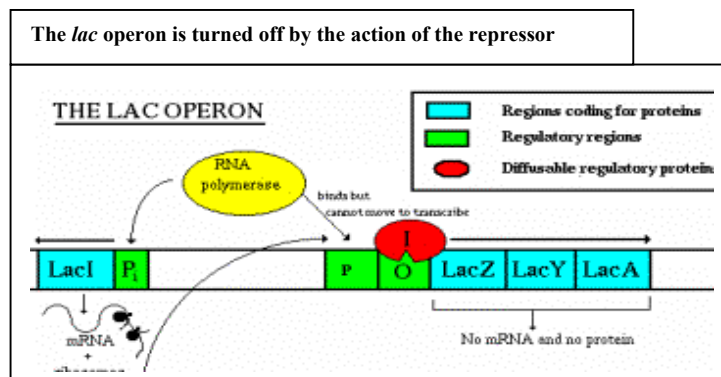 The lac operon is turned off by the action of the repressor
THE LAC OPERON
Regions coding for proteins
Regulatory regions
Diffusable regulatory protein
RNA
polymerase
binds but
cannot move to transcribe
I
LacI
Pi
P
O
LacZ
LacY
LacA
mRNA
+
No mRNA and no protein